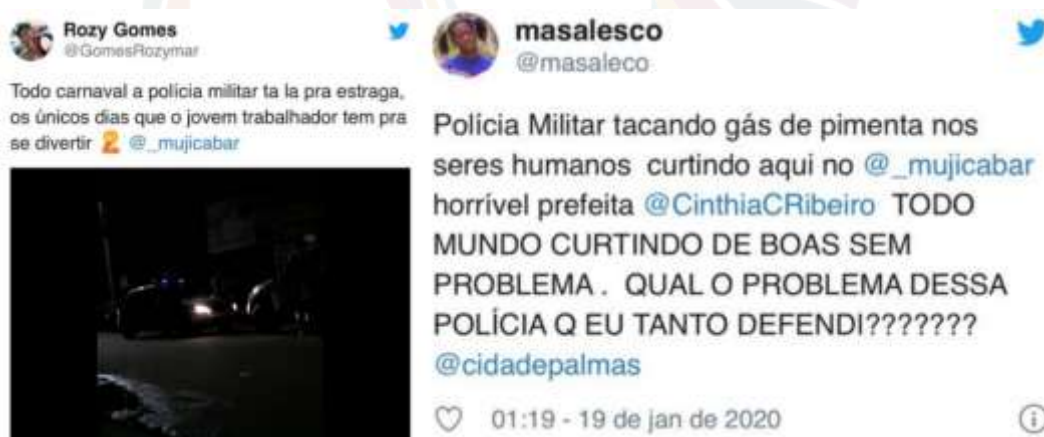 Rozy Gomes
@GomesRozymar
Todo carnaval a policia militar ta la pra estraga,
os únicos dias que o jovem trabalhador tem pra
se divertir @_mujicabar
masalesco
@masaleco
Polícia Militar tacando gás de pimenta nos
seres humanos curtindo aqui no @_mujicabar
horrível prefeita @CinthiaCRibeiro TODO
MUNDO CURTINDO DE BOAS SEM
PROBLEMA . QUAL O PROBLEMA DESSA
POLÍCIA Q EU TANTO DEFENDI???????
@cidadepalmas
01:19 - 19 de jan de 2020